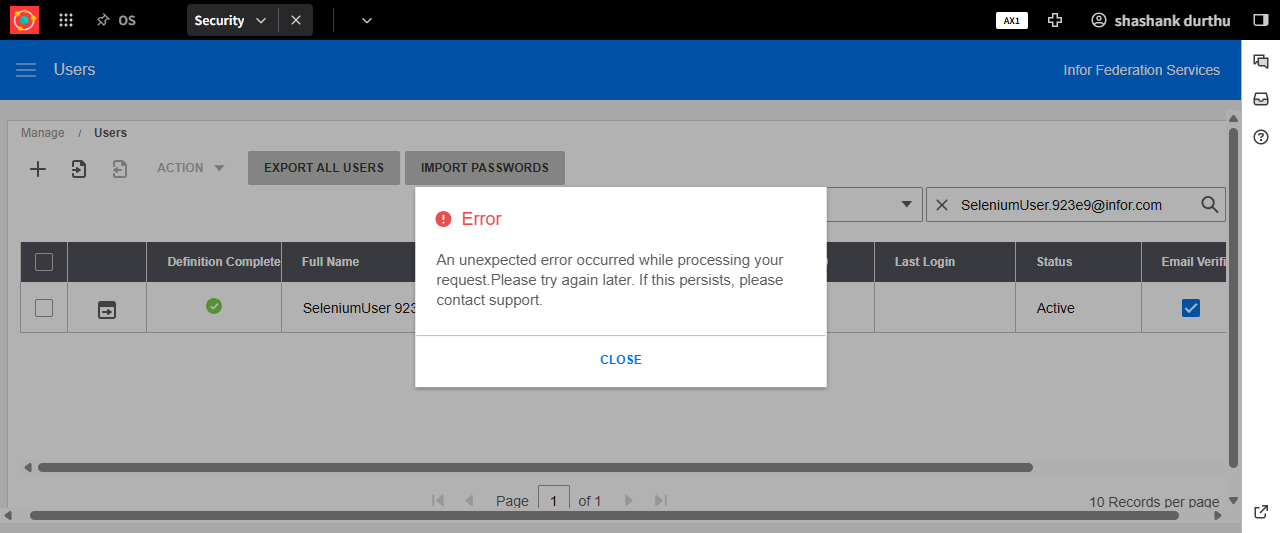 OS
Security
AX1
shashank durthu
Users
Infor Federation Services
Manage / Users
ACTION
EXPORT ALL USERS
IMPORT PASSWORDS
SeleniumUser.923e9@infor.com
Error
An unexpected error occurred while processing your
request.Please try again later. If this persists, please
contact support.
CLOSE
Definition Complete
Full Name
Last Login
Status
Email Verifi
SeleniumUser 923
Active
Page 1 of 1
10 Records per page